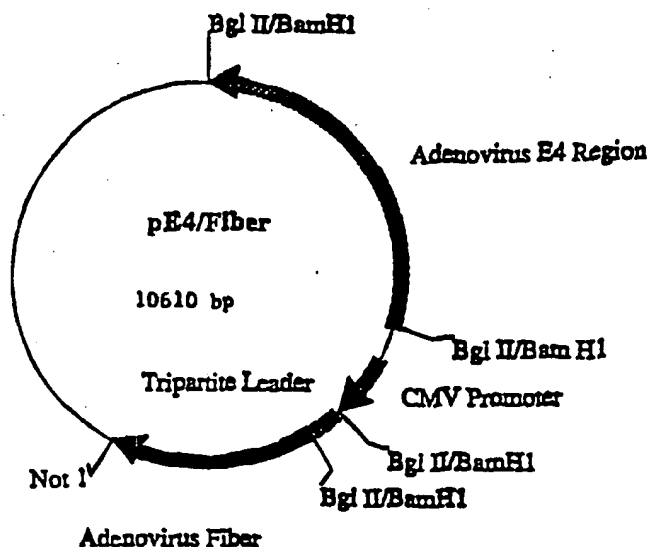 Bgl II/BamH1
Adenovirus E4 Region
pE4/Fiber
10610 bp
Bgl II/Bam H1
Tripartite Leader
CMV Promoter
Bgl II/BamH1
Not 1
Bgl II/BamH1
Adenovirus Fiber